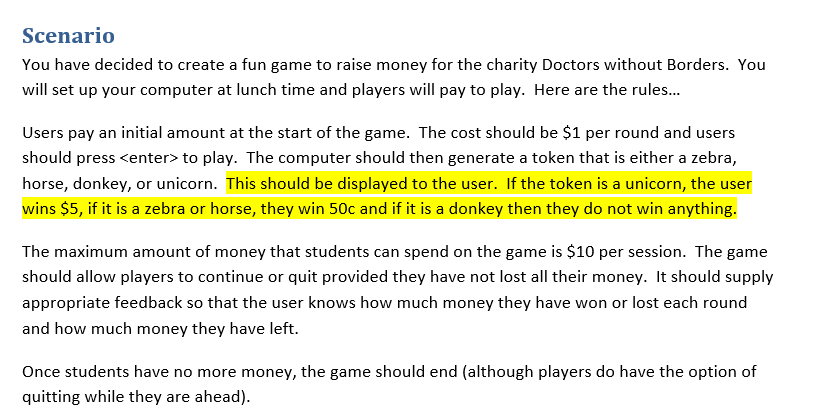 Scenario
You have decided to create a fun game to raise money for the charity Doctors without Borders.  You
will set up your computer at lunch time and players will pay to play.  Here are the rules…
Users pay an initial amount at the start of the game.  The cost should be $1 per round and users
should press <enter> to play.  The computer should then generate a token that is either a zebra,
horse, donkey, or unicorn.  This should be displayed to the user.  If the token is a unicorn, the user
wins $5, if it is a zebra or horse, they win 50c and if it is a donkey then they do not win anything.
The maximum amount of money that students can spend on the game is $10 per session.  The game
should allow players to continue or quit provided they have not lost all their money.  It should supply
appropriate feedback so that the user knows how much money they have won or lost each round
and how much money they have left.
Once students have no more money, the game should end (although players do have the option of
quitting while they are ahead).